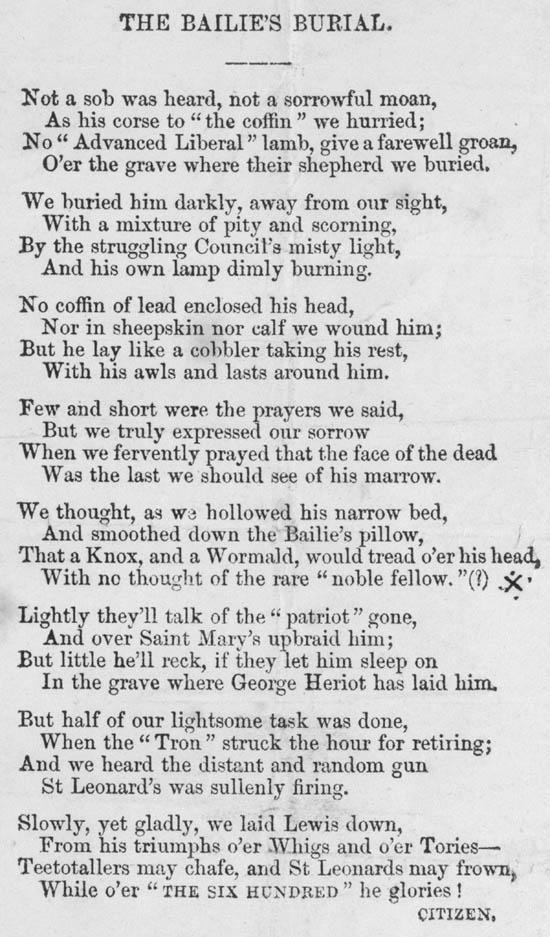 THE BAILIE'S BURIAL.
Not a sob was heard, not a sorrowful moan,
As his corse to "the coffin" we hurried;
No "Advanced Liberal" lamb, give a farewell groan,
O'er the grave where their shepherd we buried.
We buried him darkly, away from our sight,
With a mixture of pity and scorning,
By the struggling Council's misty light,
And his own lamp dimly burning.
No coffin of lead enclosed his head,
Nor in sheepskin nor calf we wound him;
But he lay like a cobbler taking his rest,
With his awls and lasts around him.
Few and short were the prayers we said,
But we truly expressed our sorrow
When we fervently prayed that the face of the dead
Was the last we should see of his marrow.
We thought, as we hollowed his narrow bed,
And smoothed down the Bailie's pillow,
That a Knox, and a Wormald, would tread o'er his head,
With no thought of the rare "noble fellow."(?)
Lightly they'll talk of the "patriot" gone,
And over Saint Mary's upbraid him;
But little he'll reck, if they let him sleep on
In the grave where George Heriot has laid him.
But half of our lightsome task was done,
When the "Tron" struck the hour for retiring;
And we heard the distant and random gun
St Leonard's was sullenly firing.
Slowly, yet gladly, we laid Lewis down,
From his triumphs o'er Whigs and o'er Tories—
Teetotallers may chafe, and St Leonards may frown,
While o'er "THE SIX HUNDRED" he glories!
CITIZEN.